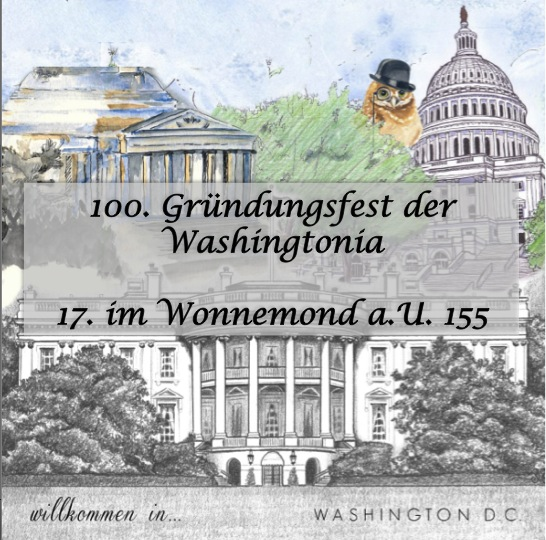 100. Gründungsfest der
Washingtonia
17. im Wonnemond a.U. 155
willkommen in...
WASHINGTON D.C.